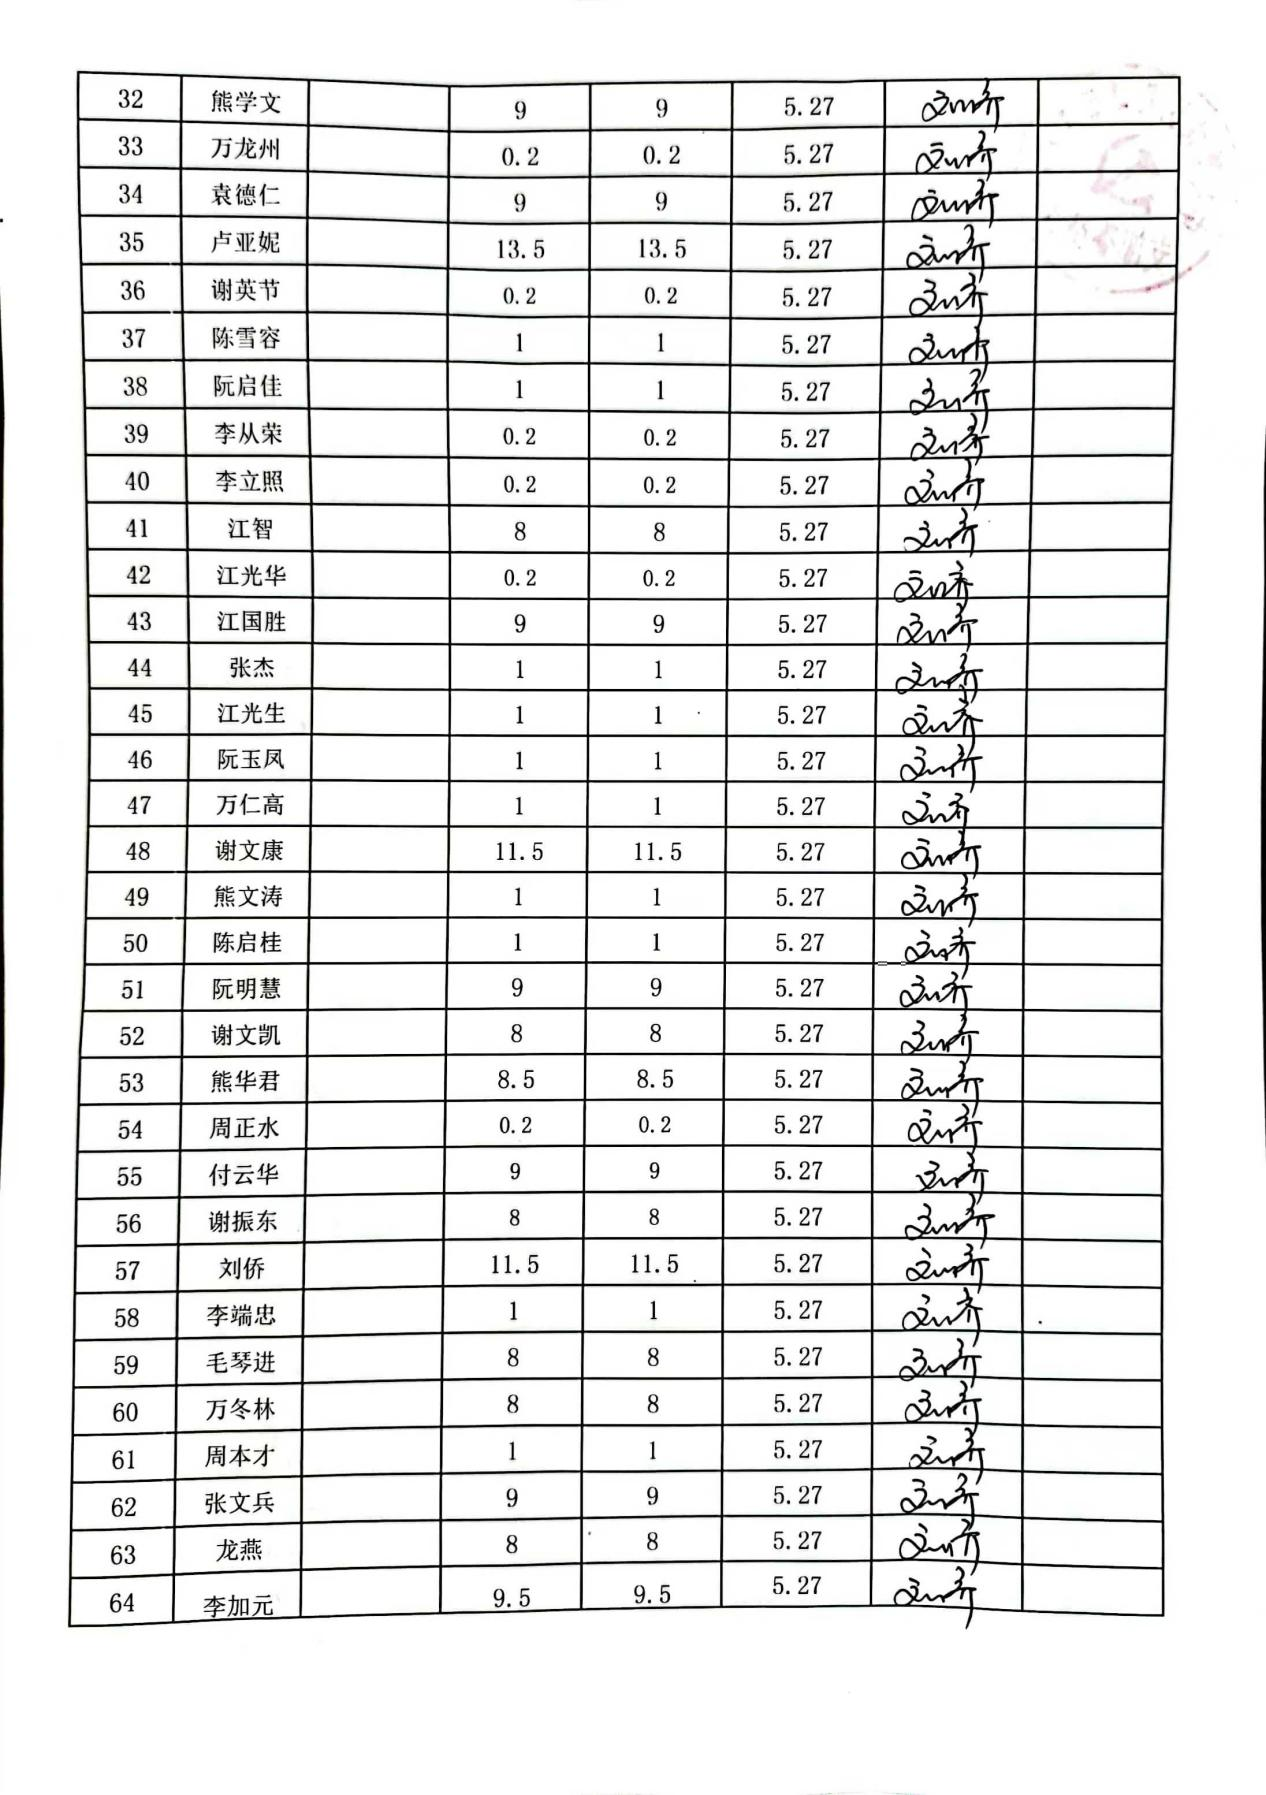 32 熊学文 9 9 5.27
33 万龙州 0.2 0.2 5.27
34 袁德仁 9 9 5.27
35 卢亚妮 13.5 13.5 5.27
36 谢英节 0.2 0.2 5.27
37 陈雪容 1 1 5.27
38 阮启佳 1 1 5.27
39 李从荣 0.2 0.2 5.27
40 李立照 0.2 0.2 5.27
41 江智 8 8 5.27
42 江光华 0.2 0.2 5.27
43 江国胜 9 9 5.27
44 张杰 1 1 5.27
45 江光生 1 1 5.27
46 阮玉凤 1 1 5.27
47 万仁高 1 1 5.27
48 谢文康 11.5 11.5 5.27
49 熊文涛 1 1 5.27
50 陈启桂 1 1 5.27
51 阮明慧 9 9 5.27
52 谢文凯 8 8 5.27
53 熊华君 8.5 8.5 5.27
54 周正水 0.2 0.2 5.27
55 付云华 9 9 5.27
56 谢振东 8 8 5.27
57 刘侨 11.5 11.5 5.27
58 李端忠 1 1 5.27
59 毛琴进 8 8 5.27
60 万冬林 8 8 5.27
61 周本才 1 1 5.27
62 张文兵 9 9 5.27
63 龙燕 8 8 5.27
64 李加元 9.5 9.5 5.27